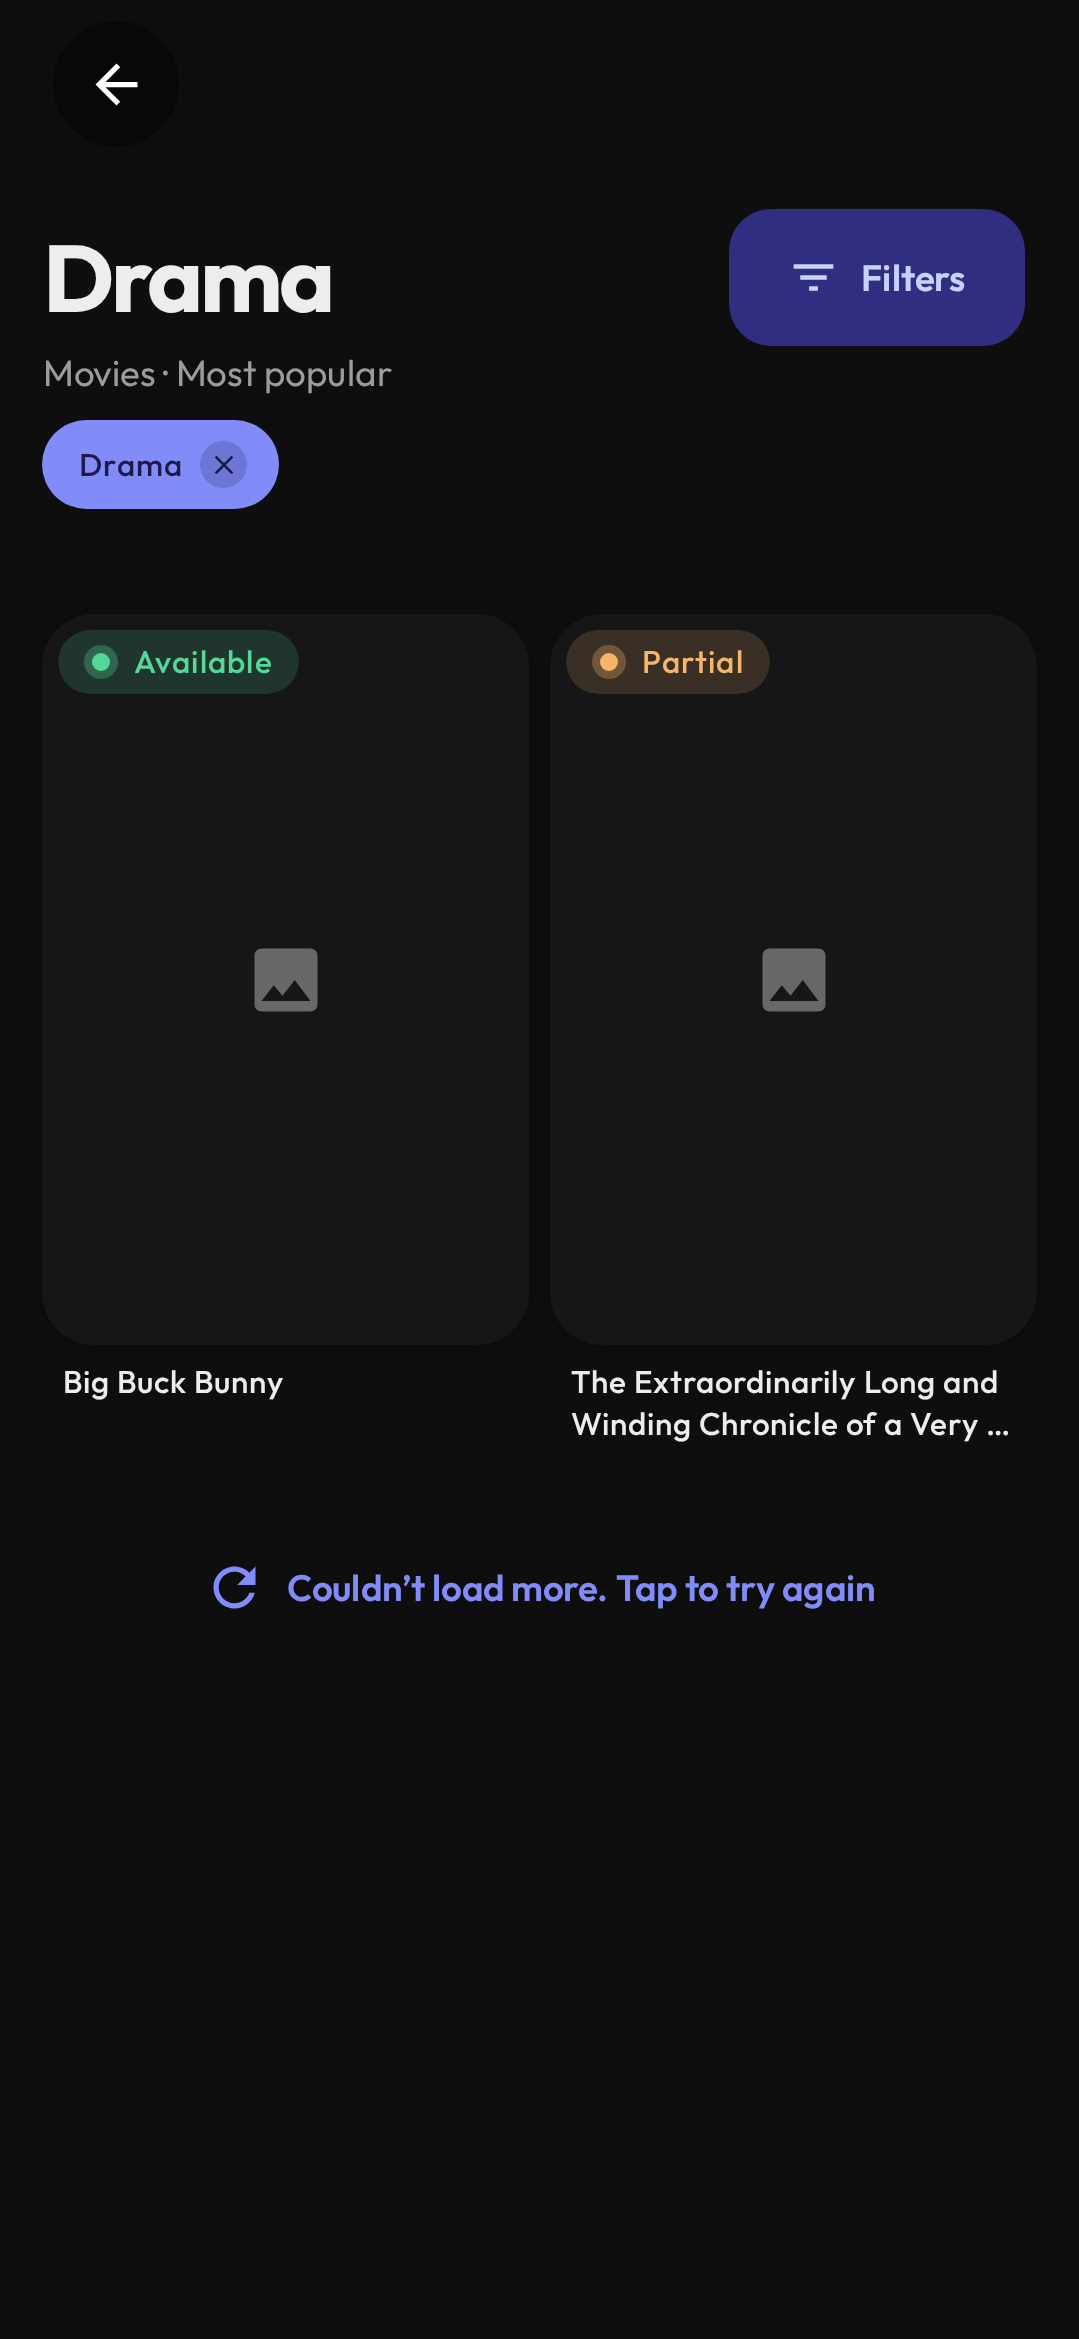 Drama
Filters
Movies · Most popular
Drama
Available
Partial
Big Buck Bunny
The Extraordinarily Long and
Winding Chronicle of a Very ...
Couldn’t load more. Tap to try again